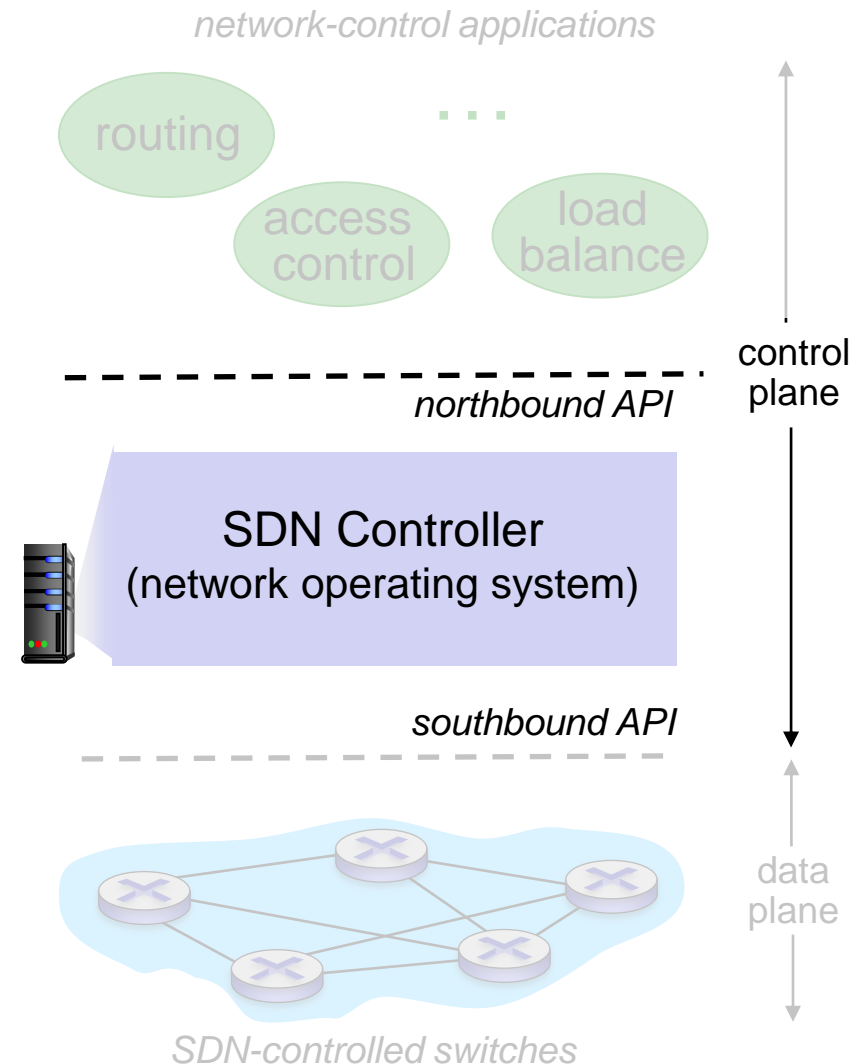 network-control applications
routing
. . .
access
control
load
balance
control
plane
northbound API
SDN Controller
(network operating system)
southbound API
data
plane
SDN-controlled switches